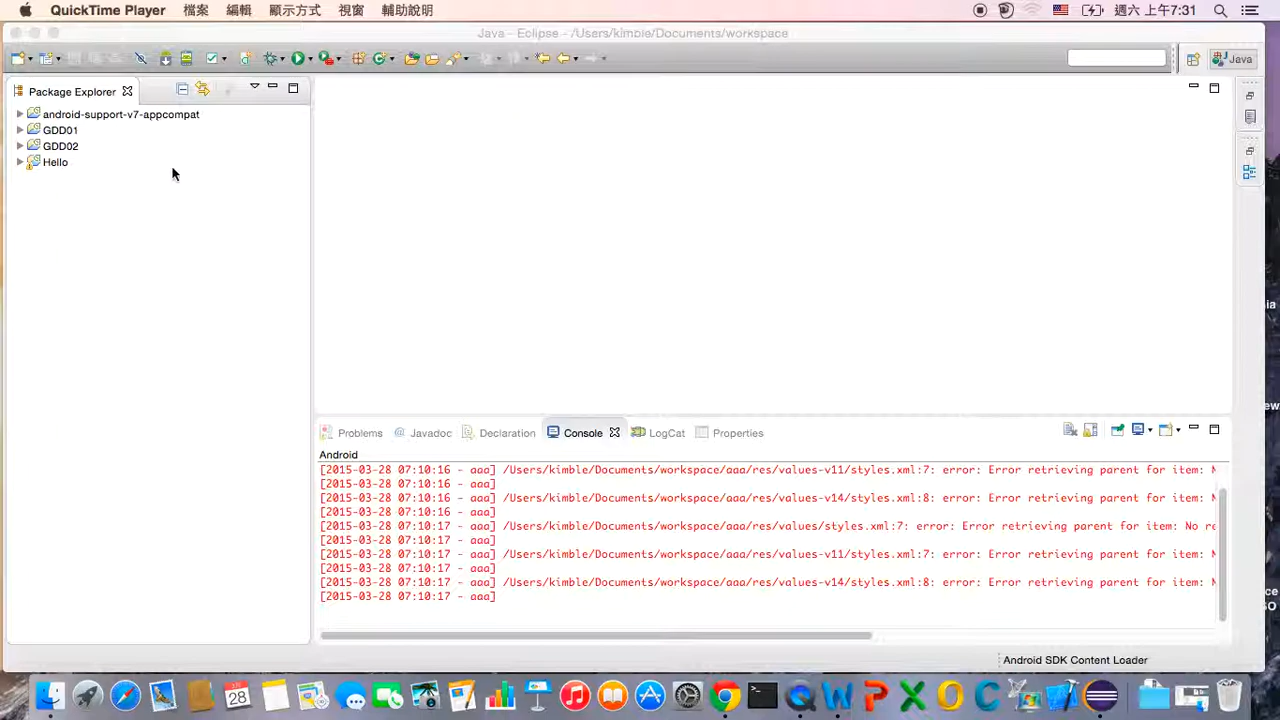 QuickTime Player 檔案 編輯 顯示方式 視窗 輔助說明 週六 上午7:31
Java - Eclipse - /Users/kimble/Documents/workspace
Java
Package Explorer
android-support-v7-appcompat
GDD01
GDD02
Hello
Problems Javadoc Declaration Console LogCat Properties
Android
[2015-03-28 07:10:16 - aaa] /Users/kimble/Documents/workspace/aaa/res/values-v11/styles.xml:7: error: Error retrieving parent for item: N
[2015-03-28 07:10:16 - aaa]
[2015-03-28 07:10:16 - aaa] /Users/kimble/Documents/workspace/aaa/res/values-v14/styles.xml:8: error: Error retrieving parent for item: N
[2015-03-28 07:10:16 - aaa]
[2015-03-28 07:10:17 - aaa] /Users/kimble/Documents/workspace/aaa/res/values/styles.xml:7: error: Error retrieving parent for item: No re
[2015-03-28 07:10:17 - aaa]
[2015-03-28 07:10:17 - aaa] /Users/kimble/Documents/workspace/aaa/res/values-v11/styles.xml:7: error: Error retrieving parent for item: N
[2015-03-28 07:10:17 - aaa]
[2015-03-28 07:10:17 - aaa] /Users/kimble/Documents/workspace/aaa/res/values-v14/styles.xml:8: error: Error retrieving parent for item: N
[2015-03-28 07:10:17 - aaa]
Android SDK Content Loader
28